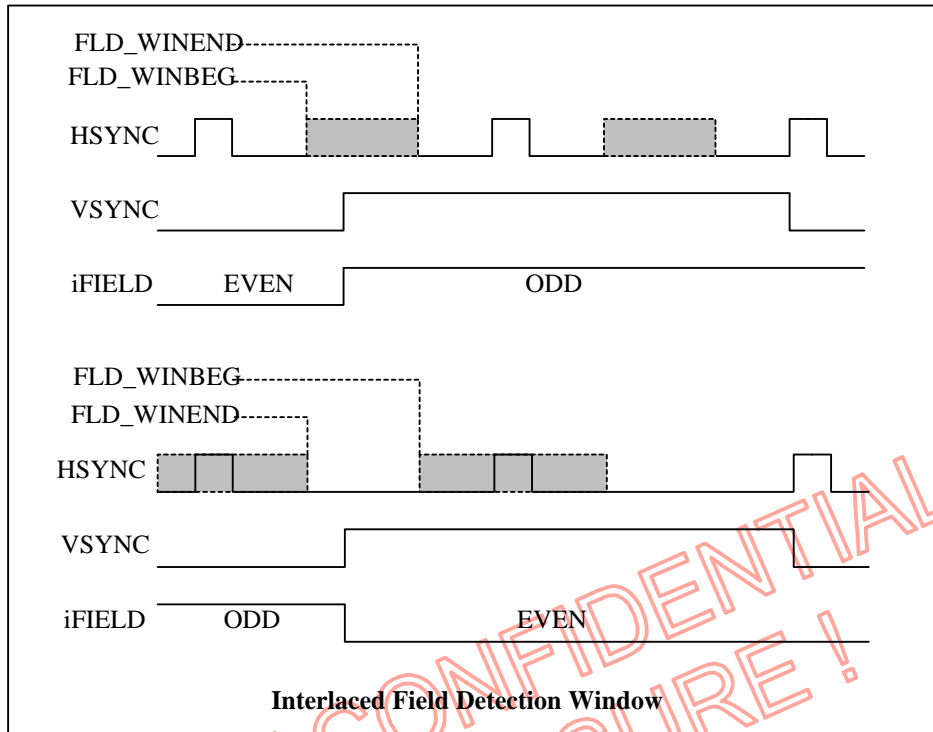 FLD_WINEND
FLD_WINBEG
HSYNC
VSYNC
iFIELD EVEN ODD
FLD_WINBEG
FLD_WINEND
HSYNC
VSYNC
iFIELD ODD EVEN
Interlaced Field Detection Window
CONFIDENTIAL